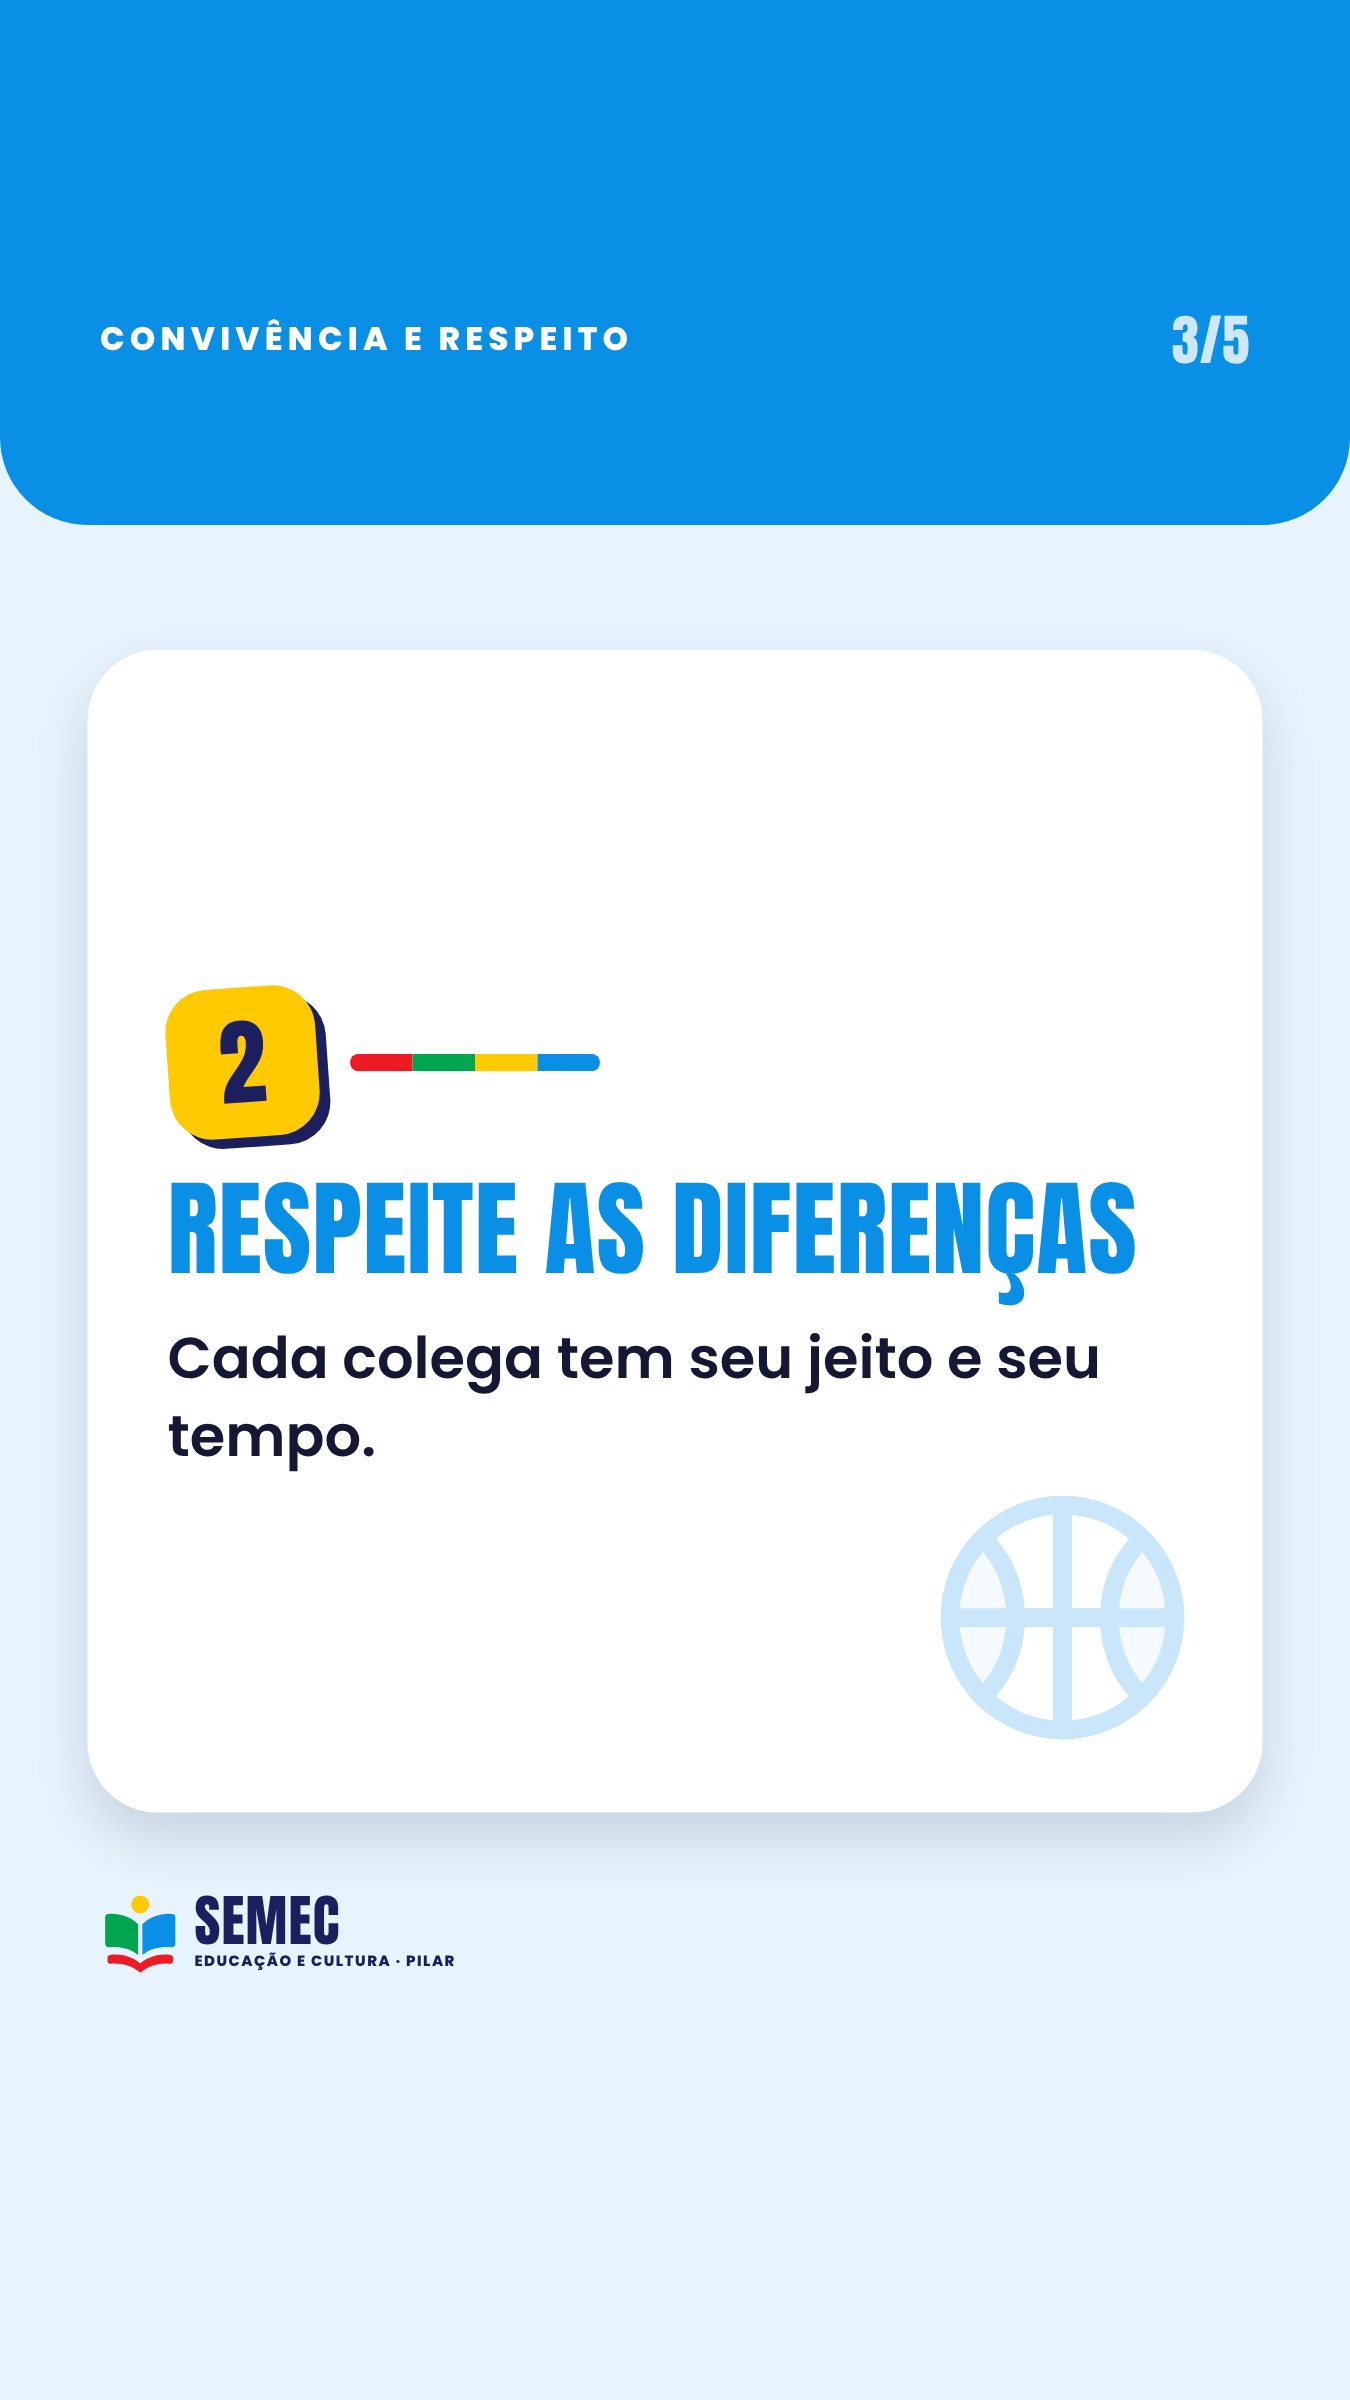 CONVIVÊNCIA E RESPEITO
3/5
2
RESPEITE AS DIFERENÇAS
Cada colega tem seu jeito e seu
tempo.
SEMEC
EDUCAÇÃO E CULTURA · PILAR